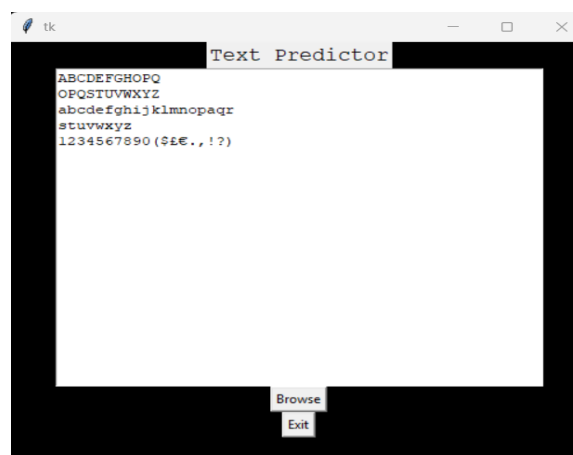 tk
Text Predictor
ABCDEFGHOPQ
OPQSTUVWXYZ
abcdefghijklmnopaqr
stuvwxyz
1234567890($£€.,!?)
Browse
Exit